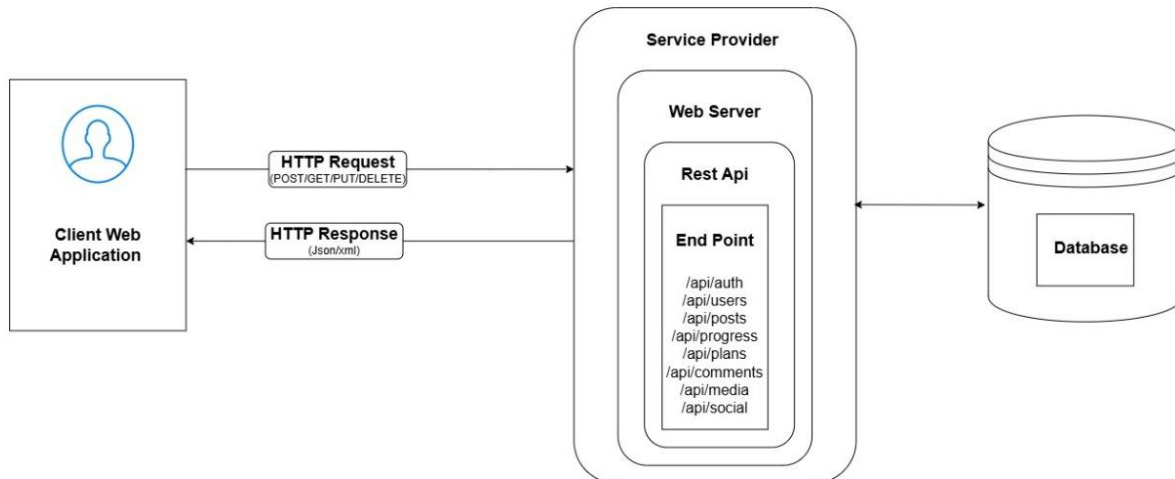 Client Web
Application
HTTP Request
(POST/GET/PUT/DELETE)
HTTP Response
(Json/xml)
Service Provider
Web Server
Rest Api
End Point
/api/auth
/api/users
/api/posts
/api/progress
/api/plans
/api/comments
/api/media
/api/social
Database